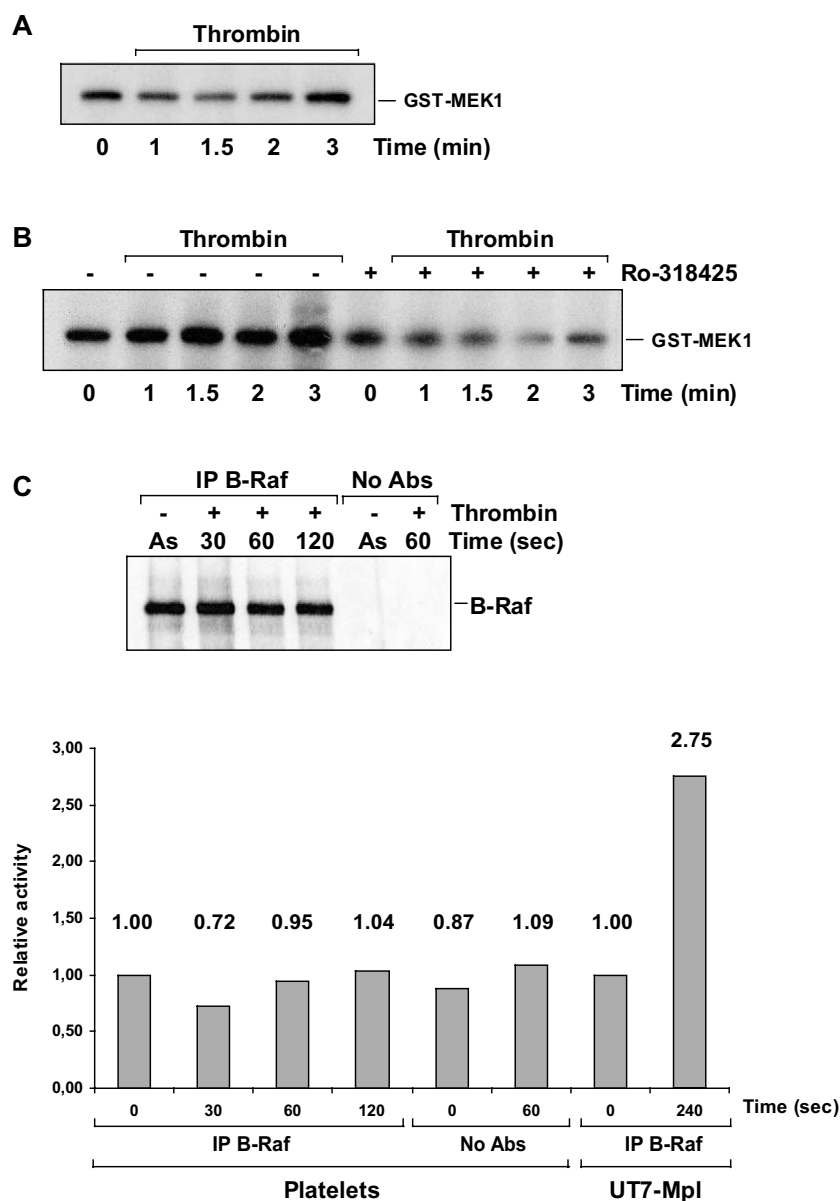 A
Thrombin
GST-MEK1
0 1 1.5 2 3 Time (min)
B
Thrombin Thrombin
- - - - - + + + + + Ro-318425
GST-MEK1
0 1 1.5 2 3 0 1 1.5 2 3 Time (min)
C
IP B-Raf No Abs
- + + + - + Thrombin
As 30 60 120 As 60 Time (sec)
B-Raf
3,00
2,50
2,00
1,50
1,00
0,50
0,00
Relative activity
1.00 0.72 0.95 1.04 0.87 1.09 1.00 2.75
0 30 60 120 0 60 0 240 Time (sec)
IP B-Raf No Abs IP B-Raf
Platelets UT7-Mpl